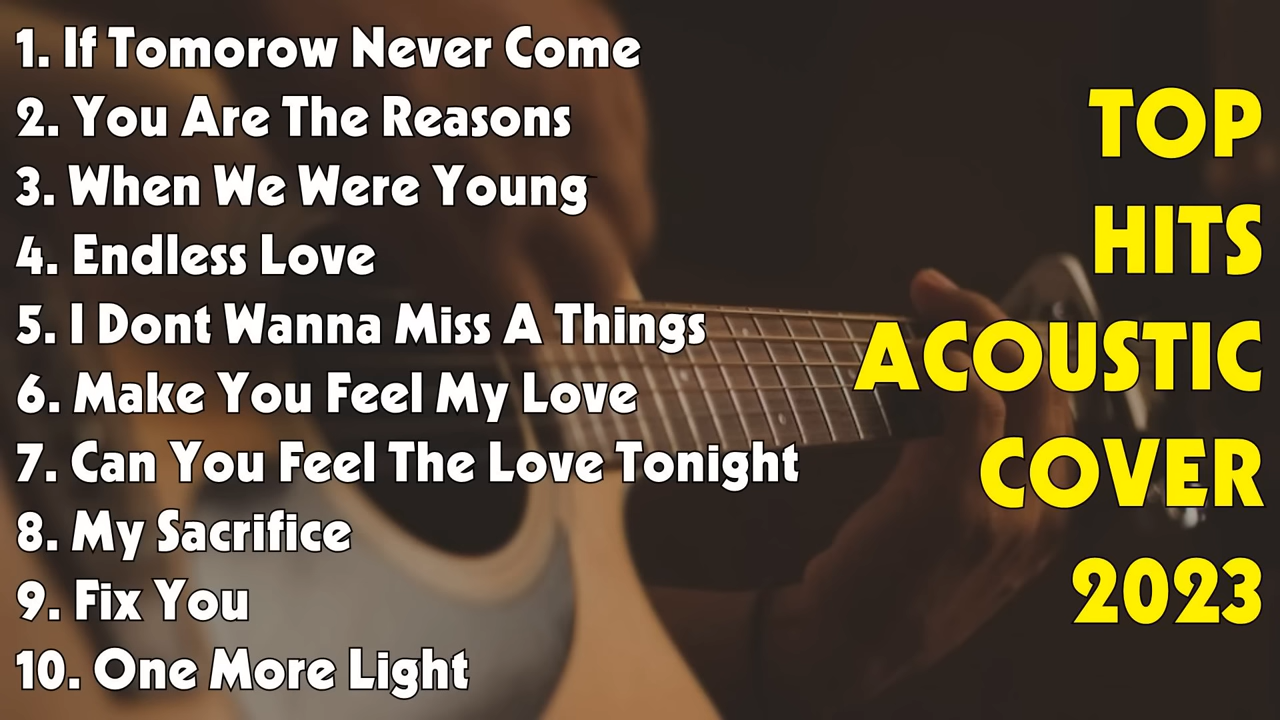 1. If Tomorow Never Come
2. You Are The Reasons
3. When We Were Young
4. Endless Love
5. I Dont Wanna Miss A Things
6. Make You Feel My Love
7. Can You Feel The Love Tonight
8. My Sacrifice
9. Fix You
10. One More Light
TOP
HITS
ACOUSTIC
COVER
2023